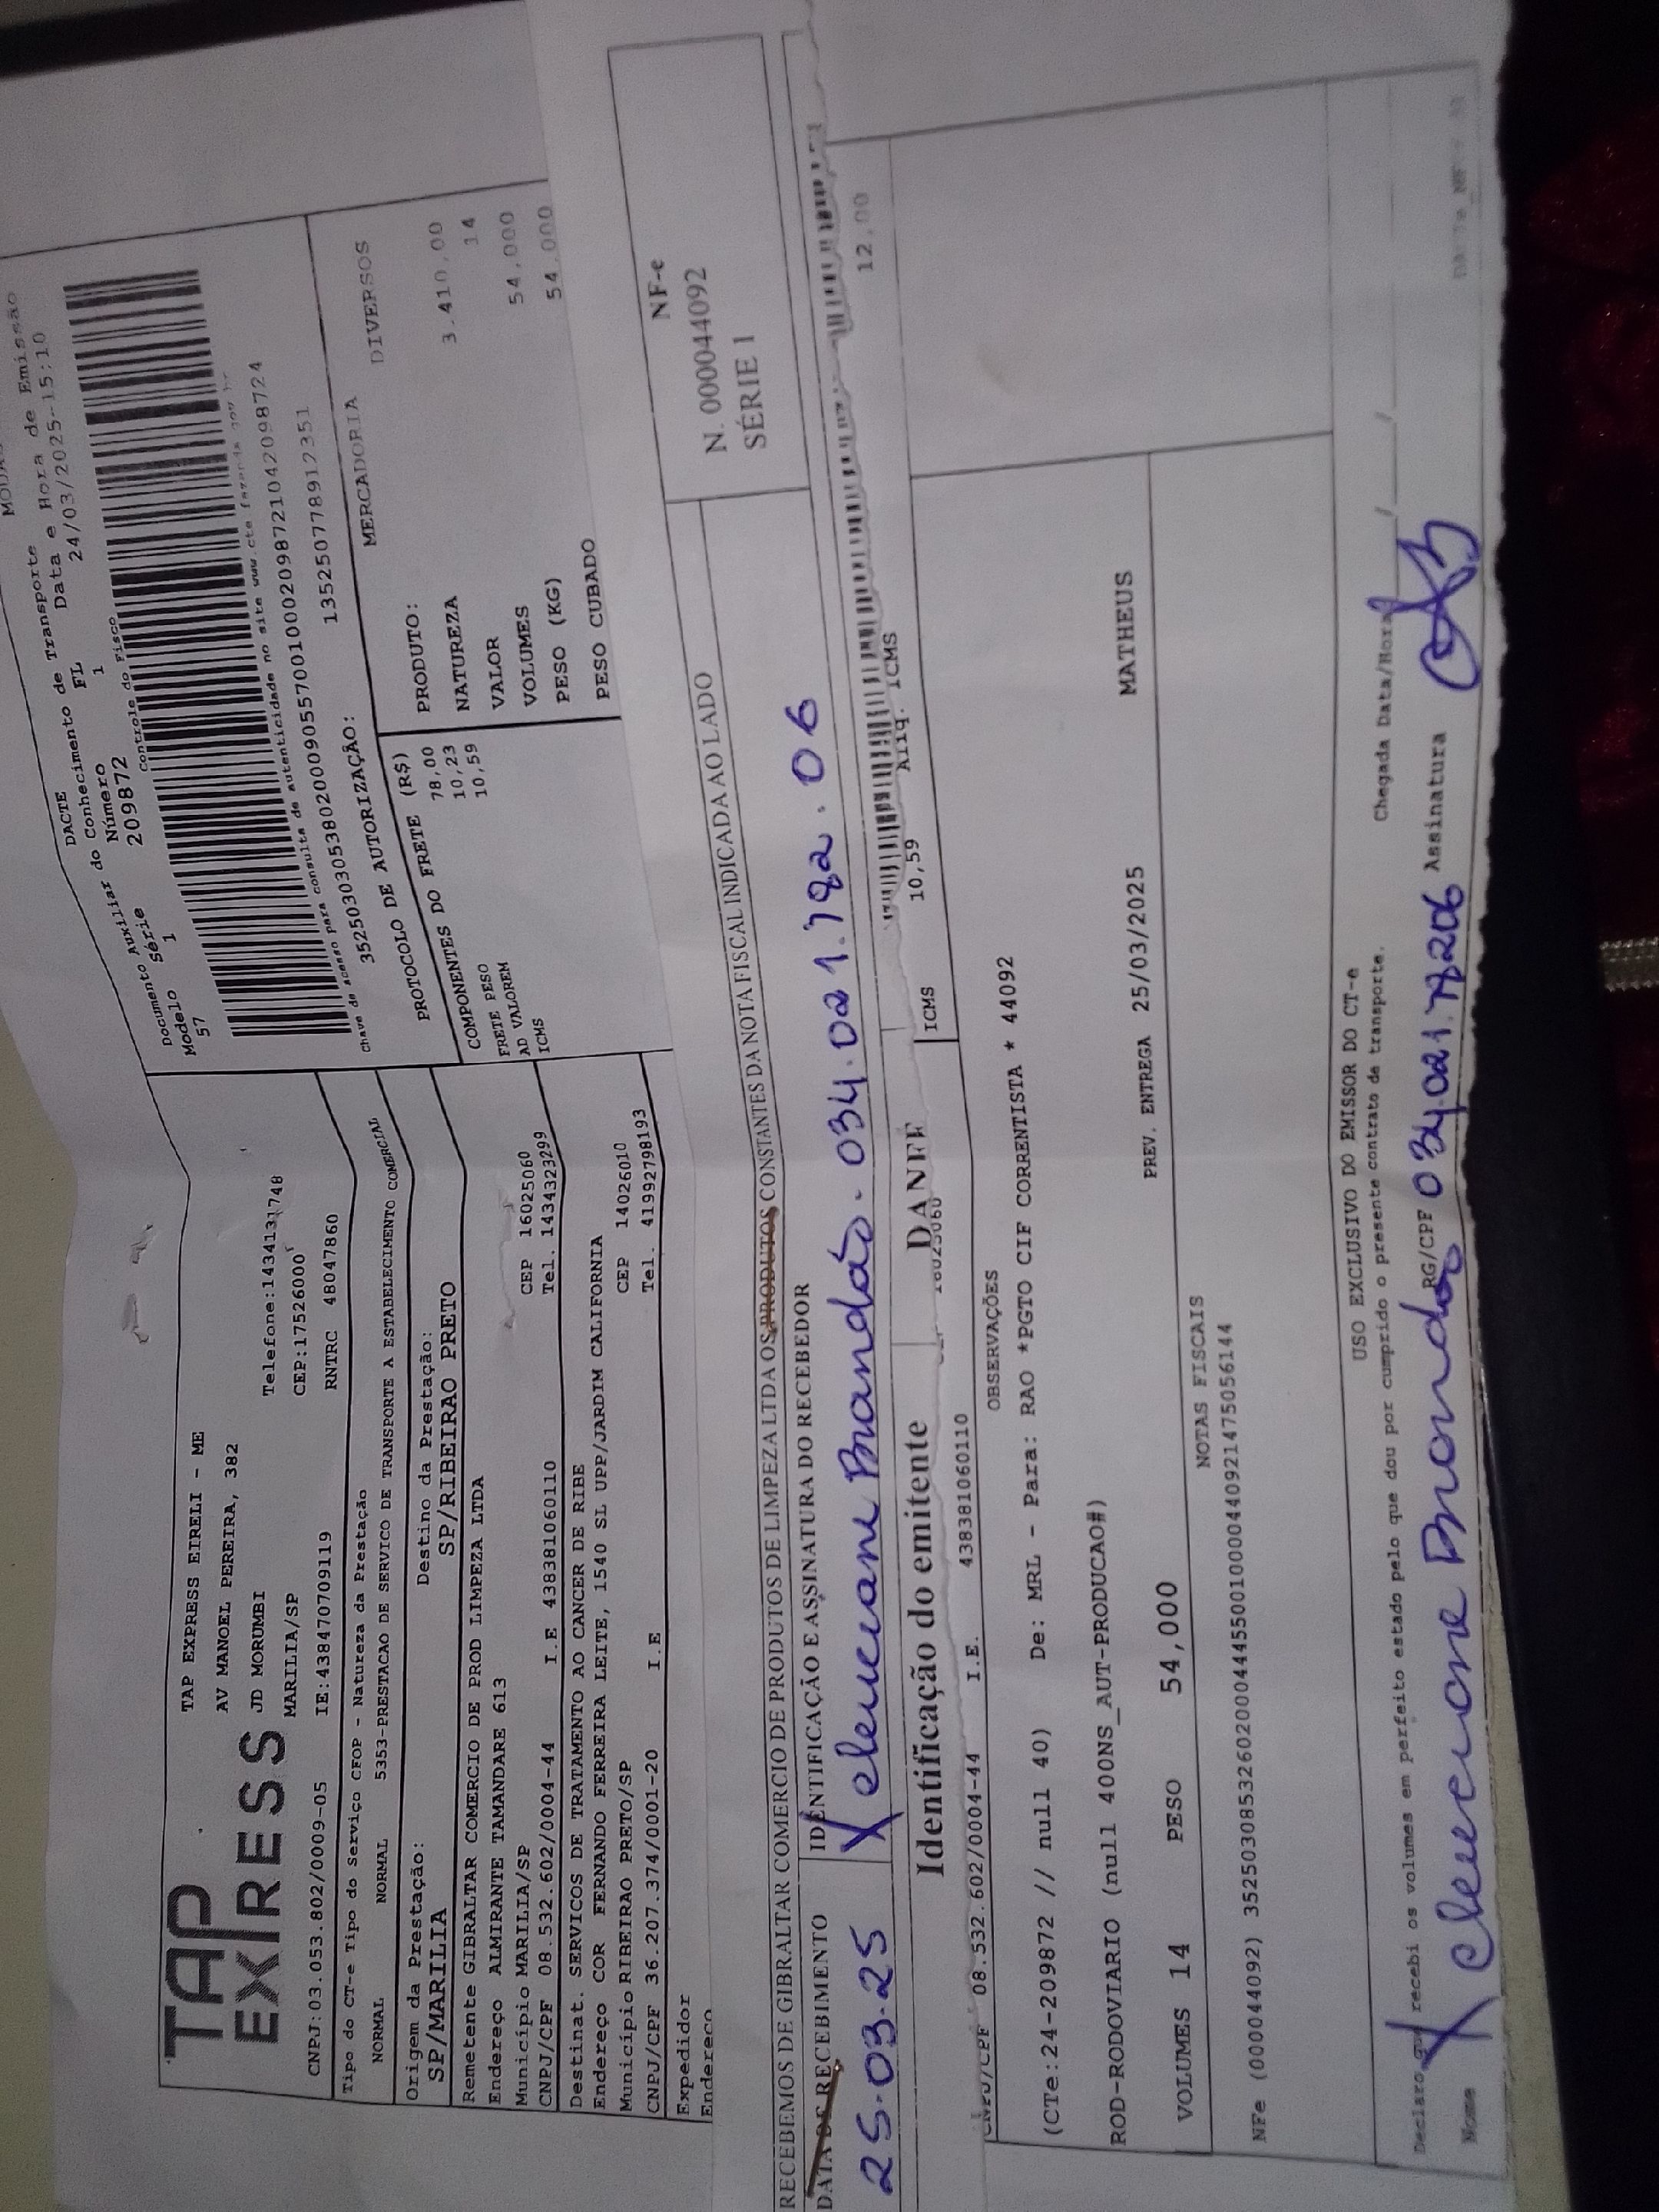 TAP
EXPRESS
TAP EXPRESS EIRELI - ME
AV MANOEL PEREIRA, 382
JD MORUMBI
Telefone:1434131748
MARILIA/SP
CEP:17526000
CNPJ:03.053.802/0009-05
IE:438470709119
RNTRC 48047860
Tipo do CT-e Tipo do Serviço CFOP - Natureza da Prestação
NORMAL NORMAL 5353-PRESTACAO DE SERVICO DE TRANSPORTE A ESTABELECIMENTO COMERCIAL
Origem da Prestação: Destino da Prestação:
SP/MARILIA SP/RIBEIRAO PRETO
Remetente GIBRALTAR COMERCIO DE PROD LIMPEZA LTDA
Endereço ALMIRANTE TAMANDARE 613
Município MARILIA/SP CEP 16025060
CNPJ/CPF 08.532.602/0004-44 I.E 438381060110 Tel. 1434323299
Destinat. SERVICOS DE TRATAMENTO AO CANCER DE RIBE
Endereço COR FERNANDO FERREIRA LEITE, 1540 SL UPP/JARDIM CALIFORNIA
Município RIBEIRAO PRETO/SP CEP 14026010
CNPJ/CPF 36.207.374/0001-20 I.E Tel. 41992798193
Expedidor
Endereço
DACTE
Documento Auxiliar do Conhecimento de Transporte Data e Hora de Emissão
Modelo Série Número FL 24/03/2025-15:10
57 1 209872 1
Controle do Fisco
Chave de acesso para consulta de autenticidade no site www.cte
35250303053802000905570010002098721042098724
PROTOCOLO DE AUTORIZAÇÃO: 135250778912351
COMPONENTES DO FRETE (R$) MERCADORIA
FRETE PESO 78,00
AD VALOREM 10,23
ICMS 10,59
PRODUTO: DIVERSOS
NATUREZA
VALOR 3.410,00
VOLUMES 14
PESO (KG) 54,000
PESO CUBADO 54,000
RECEBEMOS DE GIBRALTAR COMERCIO DE PRODUTOS DE LIMPEZA LTDA OS PRODUTOS CONSTANTES DA NOTA FISCAL INDICADA AO LADO
NF-e
N. 000044092
SÉRIE 1
DATA DE RECEBIMENTO IDENTIFICAÇÃO E ASSINATURA DO RECEBEDOR
25.03.25 X Brandão. 034.021.792.06
Identificação do emitente DANFE
CNPJ/CPF 08.532.602/0004-44 I.E. 438381060110 16025060
ICMS 10,59 Aliq. ICMS 12,00
OBSERVAÇÕES
(CTe:24-209872 // null 40) De: MRL - Para: RAO *PGTO CIF CORRENTISTA * 44092
ROD-RODOVIARIO (null 400NS_AUT-PRODUCAO#) MATHEUS
VOLUMES 14 PESO 54,000 PREV. ENTREGA 25/03/2025
NOTAS FISCAIS
NFe (000044092) 35250308532602000444550010000440921475056144
USO EXCLUSIVO DO EMISSOR DO CT-e
Declaro que recebi os volumes em perfeito estado pelo que dou por cumprido o presente contrato de transporte. Chegada Data/Hora / /
Nome X Brandão RG/CPF 034.021.79206 Assinatura